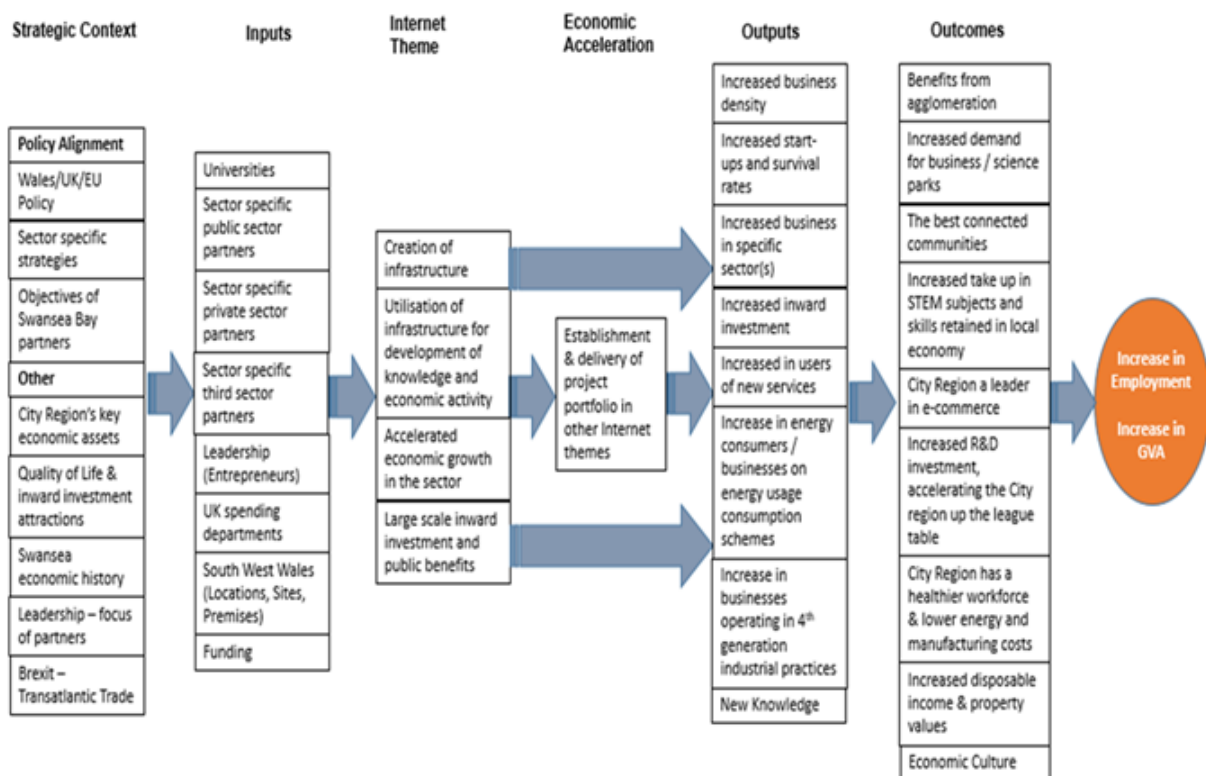 Strategic Context
Inputs
Internet
Theme
Economic
Acceleration
Outputs
Outcomes
Policy Alignment
Wales/UK/EU
Policy
Sector specific
strategies
Objectives of
Swansea Bay
partners
Other
City Region's key
economic assets
Quality of Life &
inward investment
attractions
Swansea
economic history
Leadership – focus
of partners
Brexit –
Transatlantic Trade
Universities
Sector specific
public sector
partners
Sector specific
private sector
partners
Sector specific
third sector
partners
Leadership
(Entrepreneurs)
UK spending
departments
South West Wales
(Locations, Sites,
Premises)
Funding
Creation of
infrastructure
Utilisation of
infrastructure for
development of
knowledge and
economic activity
Accelerated
economic growth
in the sector
Large scale inward
investment and
public benefits
Establishment
& delivery of
project
portfolio in
other Internet
themes
Increased business
density
Increased start-
ups and survival
rates
Increased business
in specific
sector(s)
Increased inward
investment
Increased in users
of new services
Increase in energy
consumers /
businesses on
energy usage
consumption
schemes
Increase in
businesses
operating in 4th
generation
industrial practices
New Knowledge
Benefits from
agglomeration
Increased demand
for business /
science parks
The best connected
communities
Increased take up in
STEM subjects and
skills retained in local
economy
City Region a leader
in e-commerce
Increased R&D
investment,
accelerating the City
region up the league
table
City Region has a
healthier workforce
& lower energy and
manufacturing costs
Increased disposable
income & property
values
Economic Culture
Increase in
Employment
Increase in
GVA